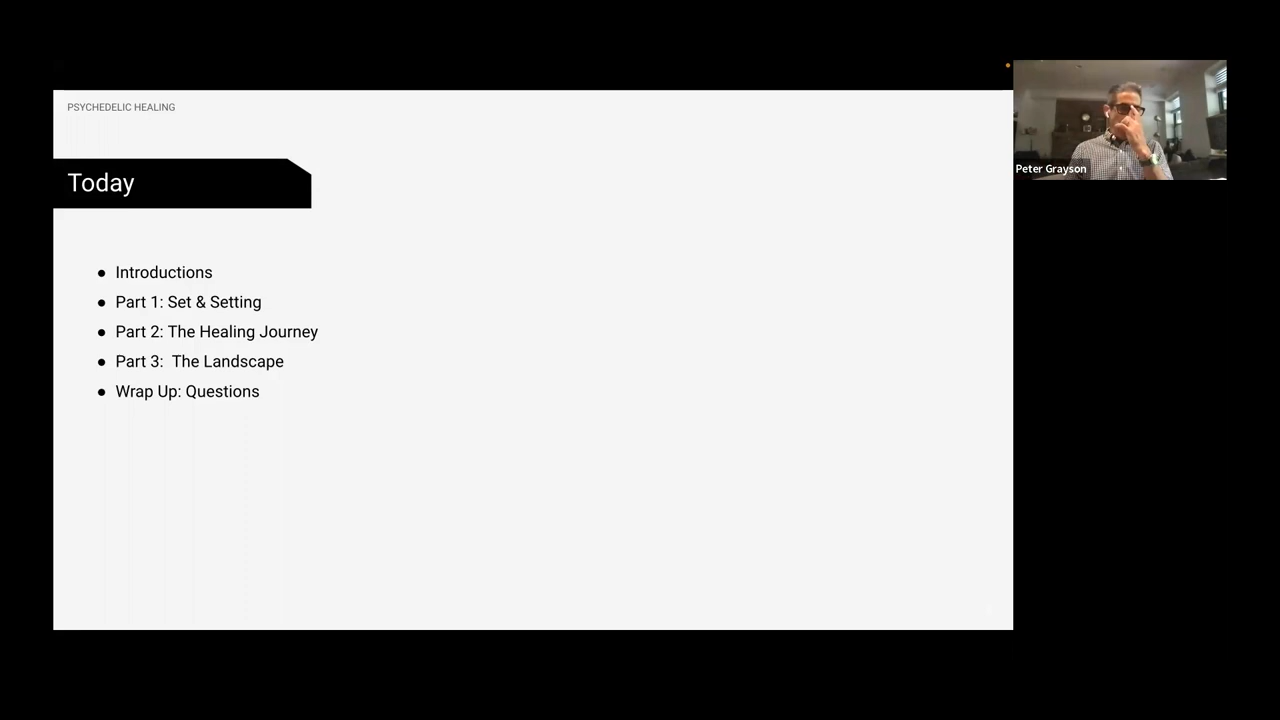 PSYCHEDELIC HEALING
Today
● Introductions
● Part 1: Set & Setting
● Part 2: The Healing Journey
● Part 3:  The Landscape
● Wrap Up: Questions
Peter Grayson